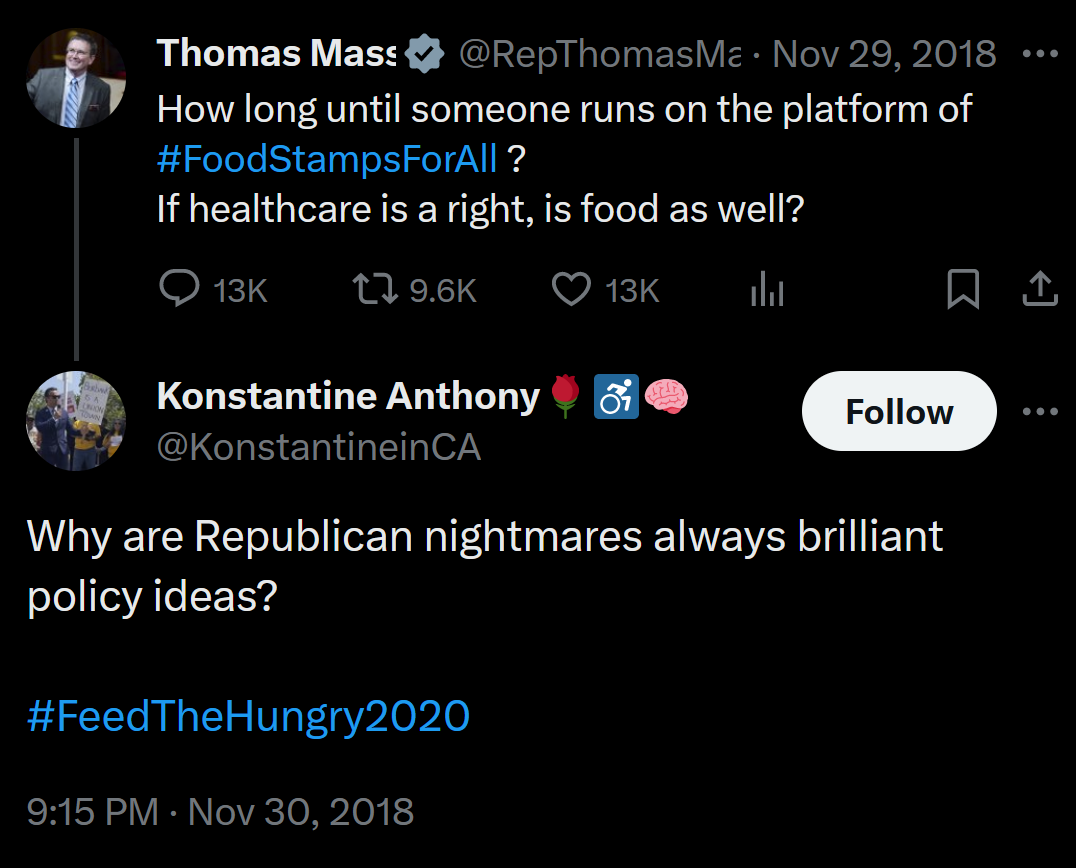 Thomas Mass @RepThomasMa · Nov 29, 2018
How long until someone runs on the platform of
#FoodStampsForAll ?
If healthcare is a right, is food as well?
13K 9.6K 13K
Konstantine Anthony🌹♿🧠
@KonstantineinCA
Follow
Why are Republican nightmares always brilliant
policy ideas?
#FeedTheHungry2020
9:15 PM · Nov 30, 2018